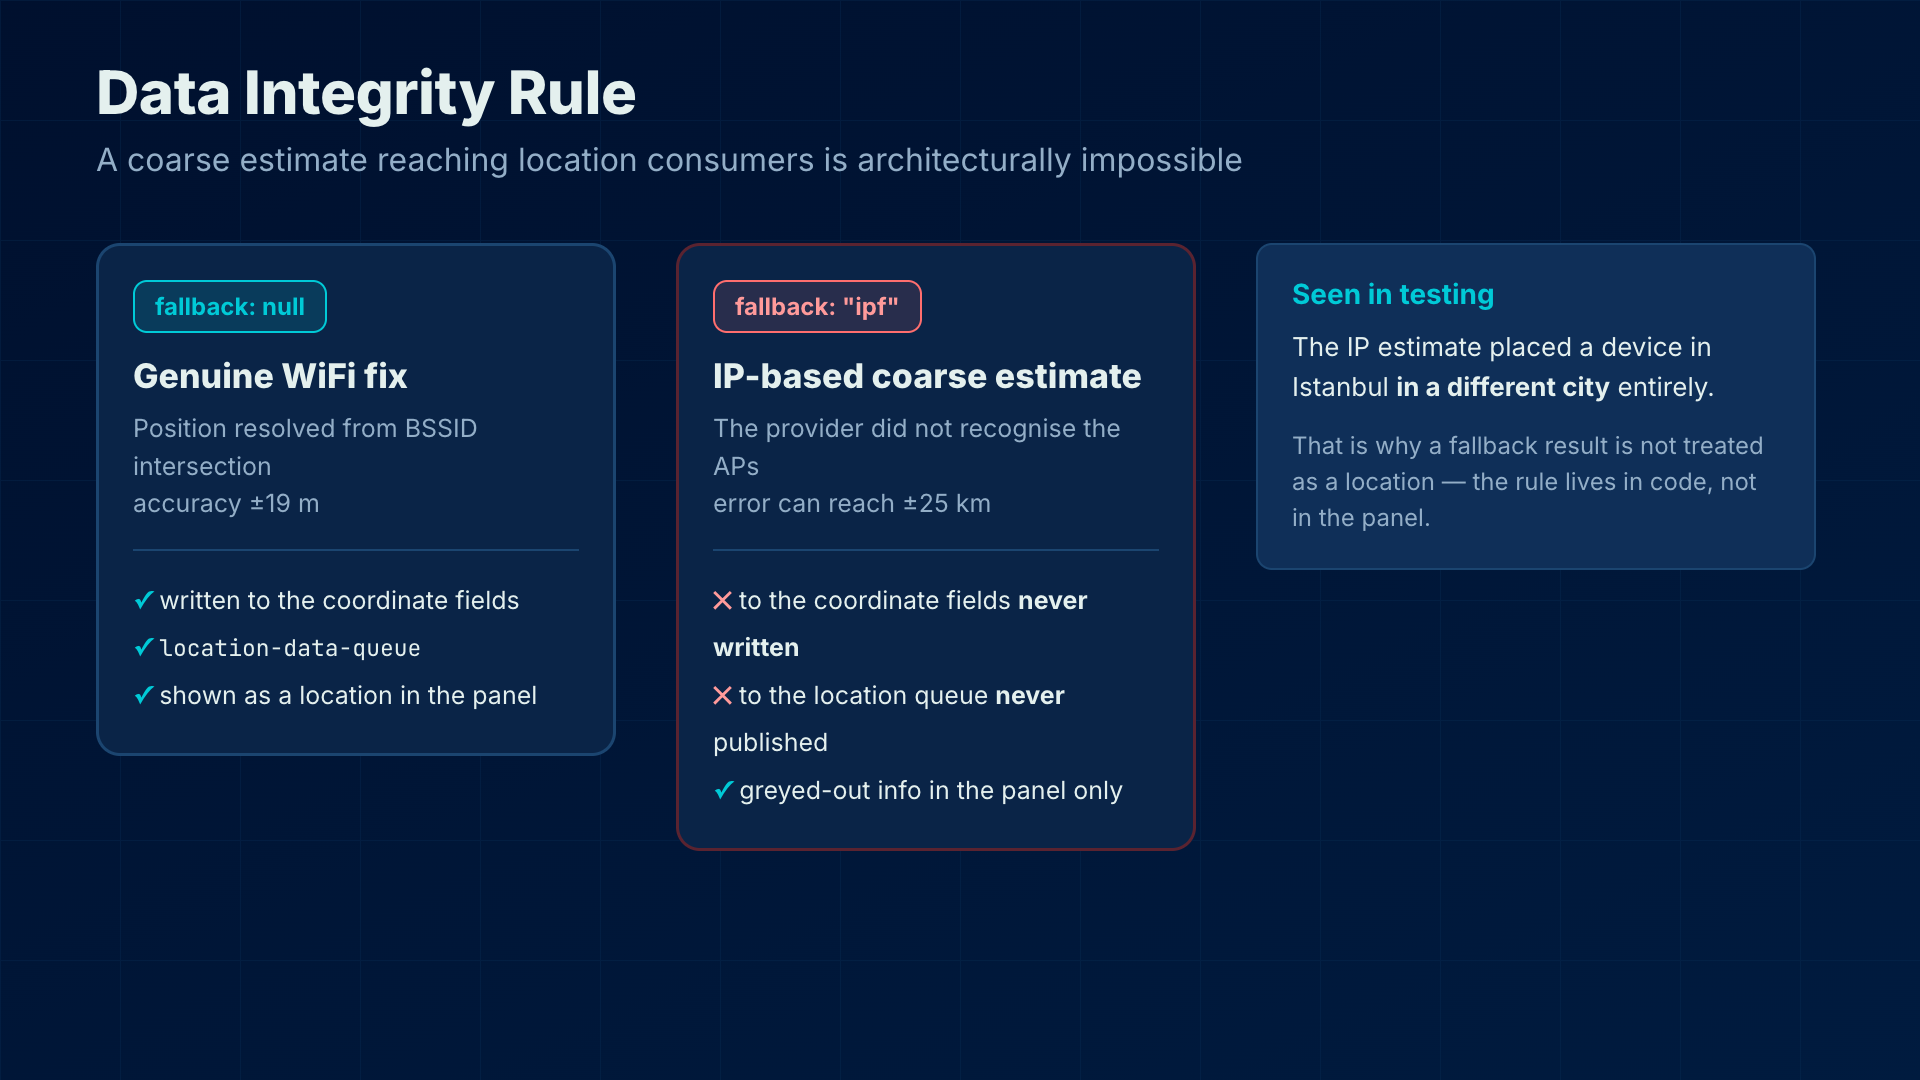 Data Integrity Rule
A coarse estimate reaching location consumers is architecturally impossible
fallback: null
Genuine WiFi fix
Position resolved from BSSID
intersection
accuracy ±19 m
✓ written to the coordinate fields
✓ location-data-queue
✓ shown as a location in the panel
fallback: "ipf"
IP-based coarse estimate
The provider did not recognise the
APs
error can reach ±25 km
✕ to the coordinate fields never
written
✕ to the location queue never
published
✓ greyed-out info in the panel only
Seen in testing
The IP estimate placed a device in
Istanbul in a different city entirely.
That is why a fallback result is not treated
as a location — the rule lives in code, not
in the panel.